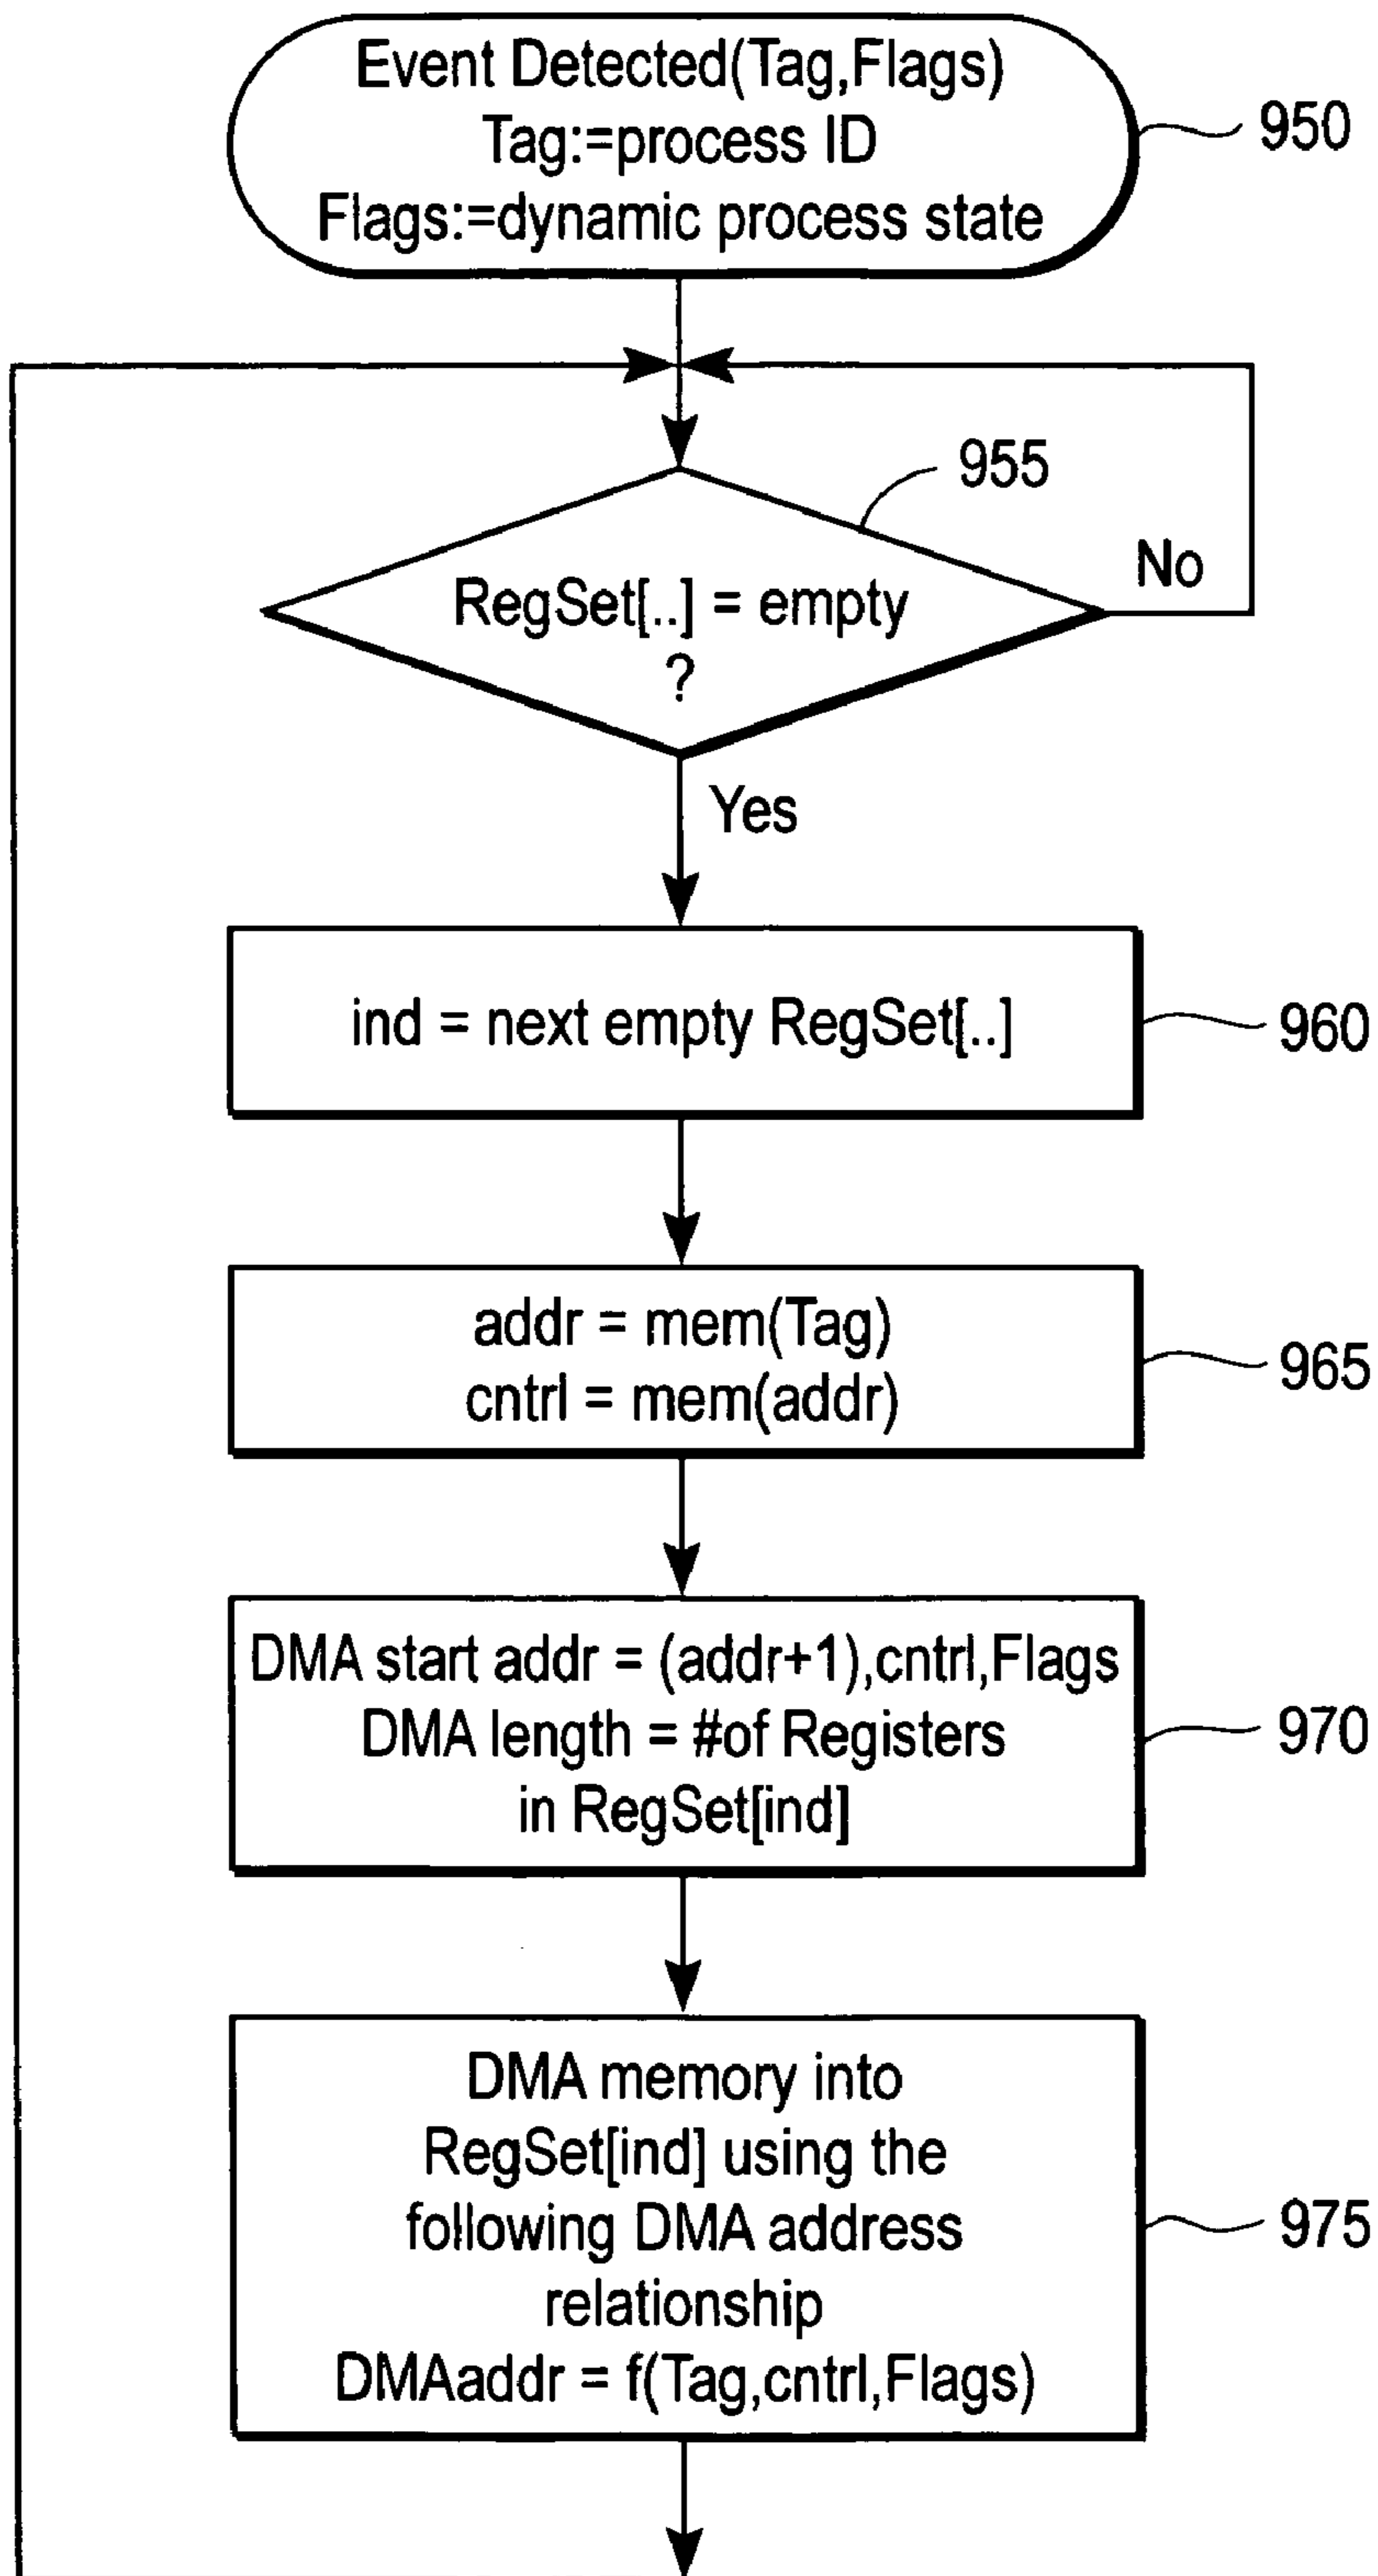 Event Detected(Tag,Flags)
Tag:=process ID
Flags:=dynamic process state
950
955
No
RegSet[..] = empty
?
Yes
ind = next empty RegSet[..]
960
addr = mem(Tag)
cntrl = mem(addr)
965
DMA start addr = (addr+1),cntrl,Flags
DMA length = #of Registers
in RegSet[ind]
970
DMA memory into
RegSet[ind] using the
following DMA address
relationship
DMAaddr = f(Tag,cntrl,Flags)
975